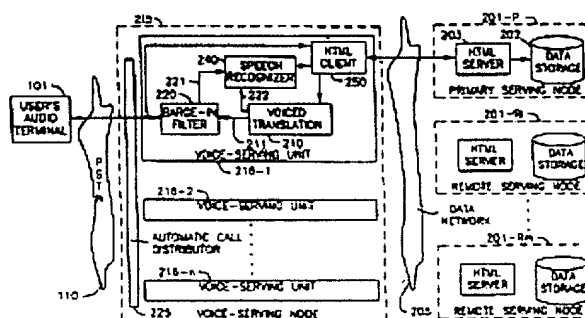 215
201-P
240
SPEECH
RECOGNIZER
HTML
CLIENT
203
HTML
SERVER
202
DATA
STORAGE
101
221
220
222
250
PRIMARY SERVING NODE
USER'S
AUDIO
TERMINAL
BARGE-IN
FILTER
VOICED
TRANSLATION
211
210
VOICE-SERVING UNIT
216-1
HTML
SERVER
DATA
STORAGE
REMOTE SERVING NODE
216-2
VOICE-SERVING UNIT
DATA
NETWORK
AUTOMATIC CALL
DISTRIBUTOR
216-n
VOICE-SERVING UNIT
HTML
SERVER
DATA
STORAGE
110
225
VOICE-SERVING NODE
205
REMOTE SERVING NODE